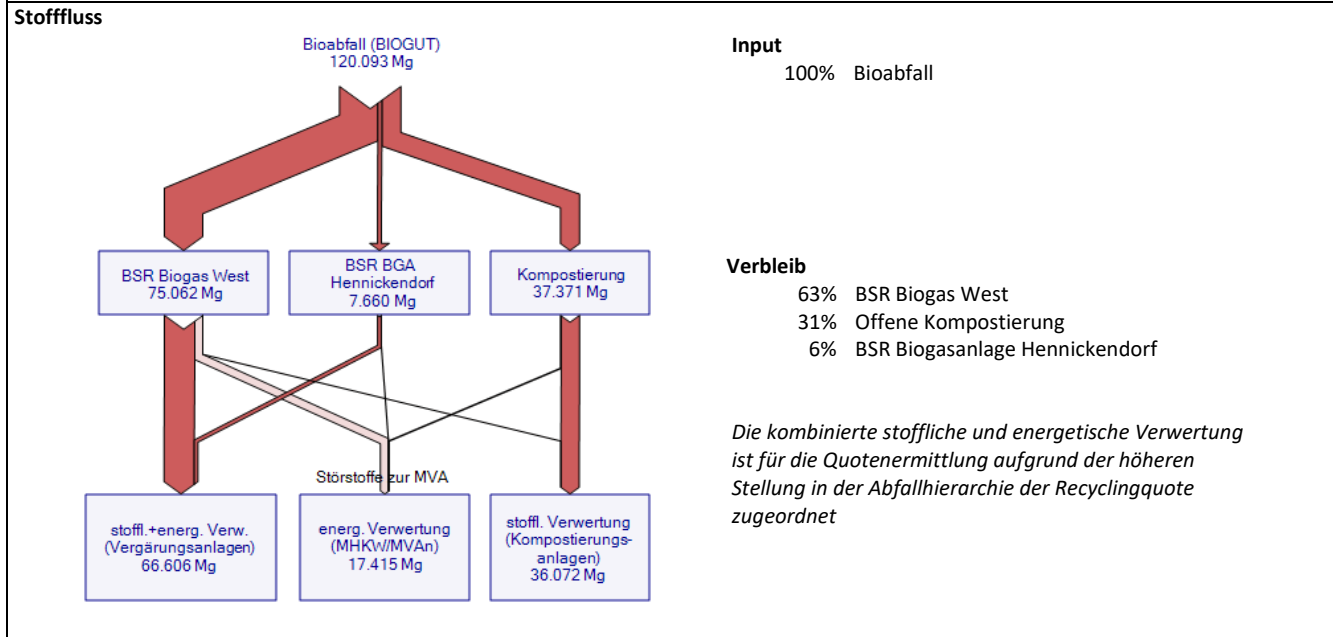 Stofffluss
Bioabfall (BIOGUT)
120.093 Mg
Input
100% Bioabfall
BSR Biogas West
75.062 Mg
BSR BGA
Hennickendorf
7.660 Mg
Kompostierung
37.371 Mg
Verbleib
63% BSR Biogas West
31% Offene Kompostierung
6% BSR Biogasanlage Hennickendorf
Die kombinierte stoffliche und energetische Verwertung
ist für die Quotenermittlung aufgrund der höheren
Stellung in der Abfallhierarchie der Recyclingquote
zugeordnet
Störstoffe zur MVA
stoffl.+energ. Verw.
(Vergärungsanlagen)
66.606 Mg
energ. Verwertung
(MHKW/MVAn)
17.415 Mg
stoffl. Verwertung
(Kompostierungs-
anlagen)
36.072 Mg